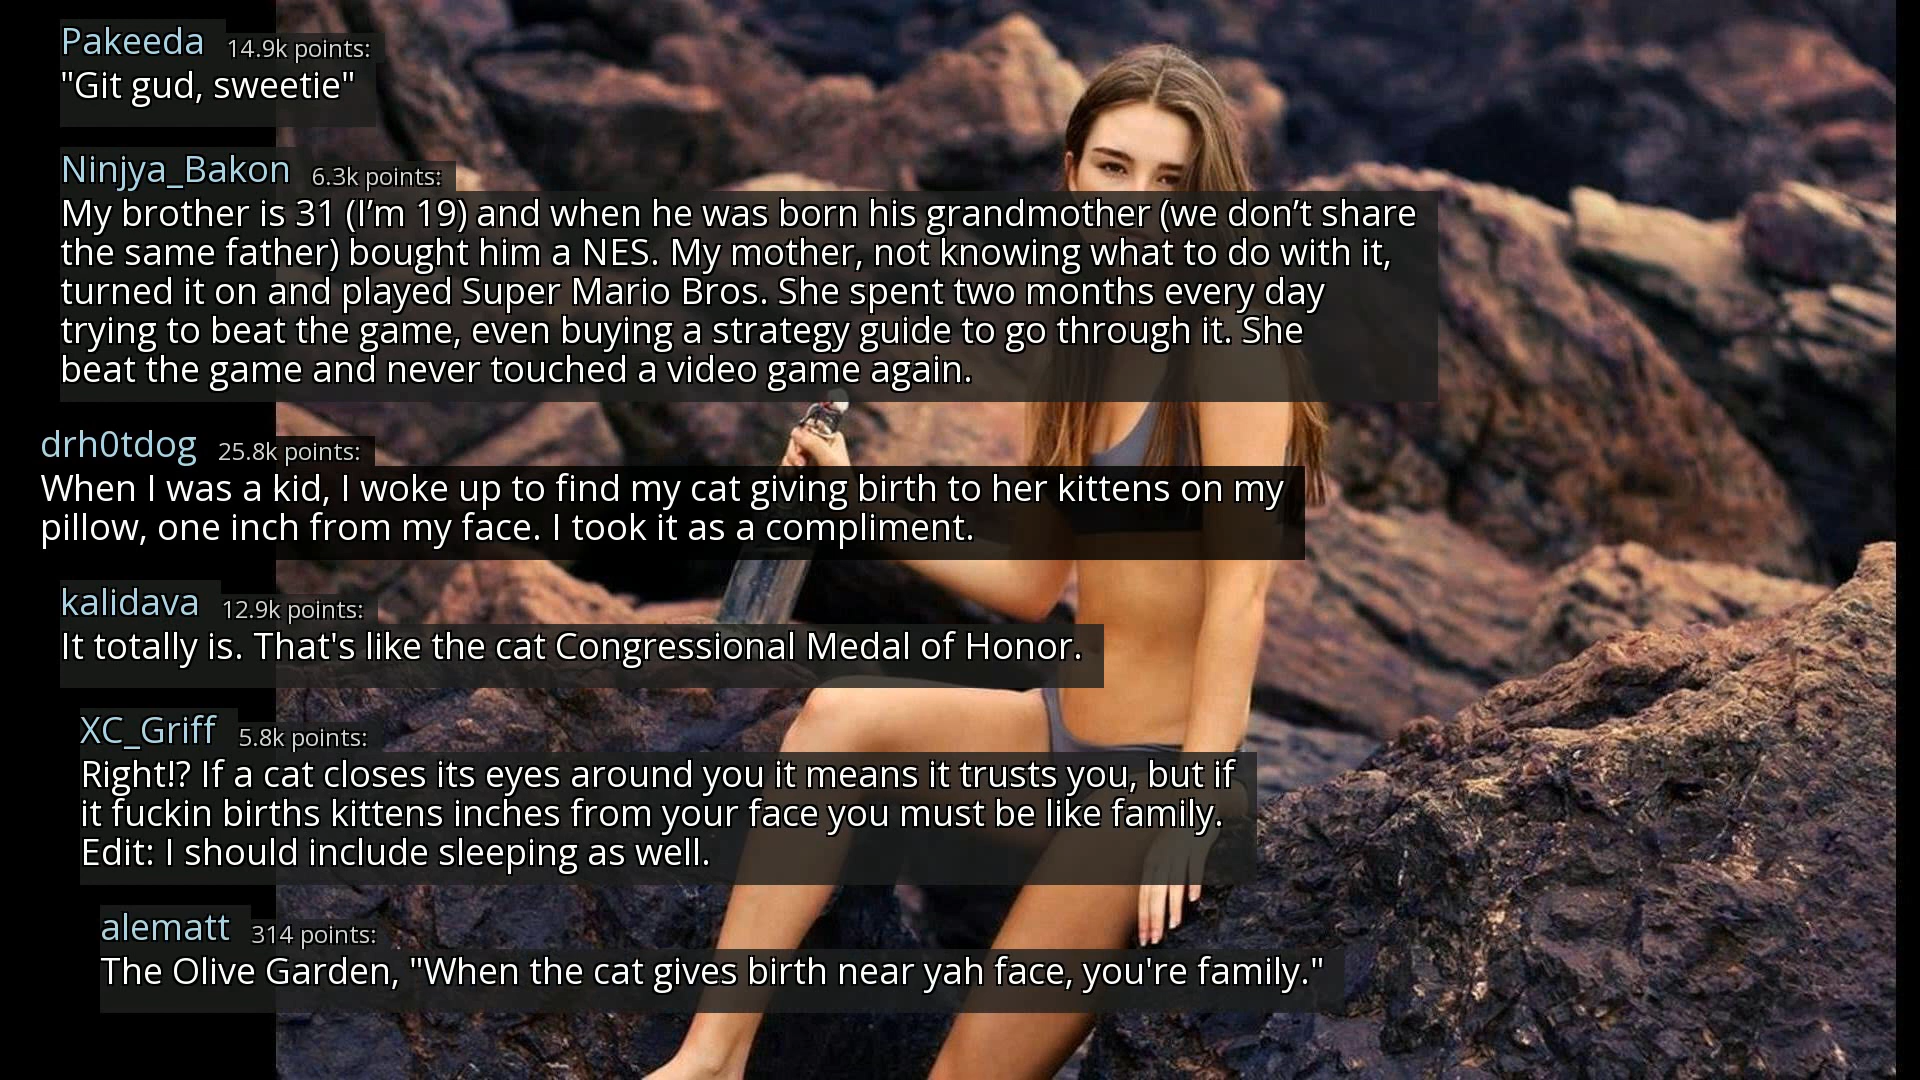 Pakeeda 14.9k points:
"Git gud, sweetie"
Ninjya_Bakon 6.3k points:
My brother is 31 (I’m 19) and when he was born his grandmother (we don’t share
the same father) bought him a NES. My mother, not knowing what to do with it,
turned it on and played Super Mario Bros. She spent two months every day
trying to beat the game, even buying a strategy guide to go through it. She
beat the game and never touched a video game again.
drh0tdog 25.8k points:
When I was a kid, I woke up to find my cat giving birth to her kittens on my
pillow, one inch from my face. I took it as a compliment.
kalidava 12.9k points:
It totally is. That's like the cat Congressional Medal of Honor.
XC_Griff 5.8k points:
Right!? If a cat closes its eyes around you it means it trusts you, but if
it fuckin births kittens inches from your face you must be like family.
Edit: I should include sleeping as well.
alematt 314 points:
The Olive Garden, "When the cat gives birth near yah face, you're family."